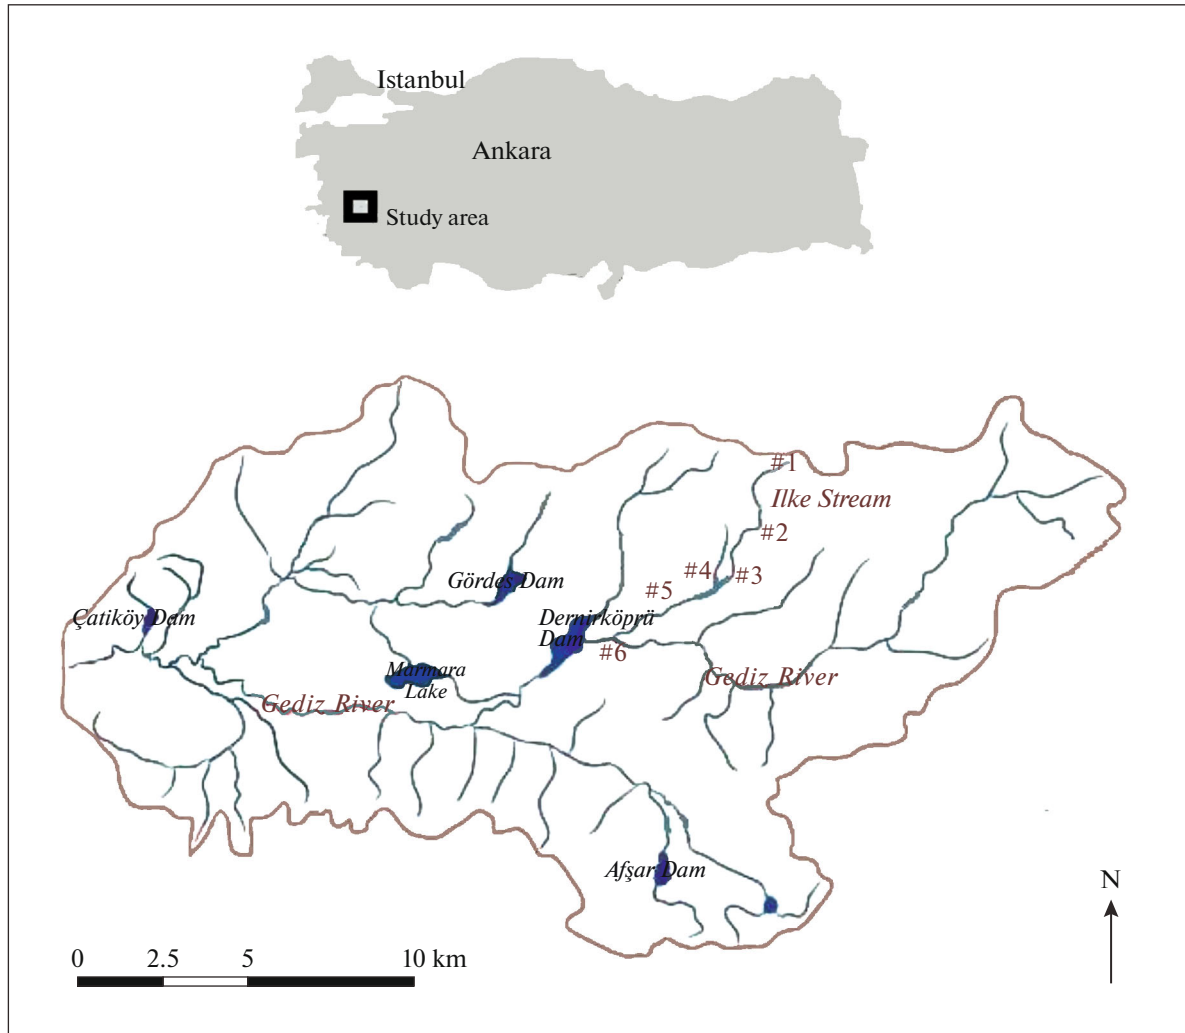 Istanbul
Ankara
Study area
#1
Ilke Stream
#2
#4
#3
#5
Gördes Dam
Çatiköy Dam
Dernirköprü
Dam
#6
Marmara
Lake
Gediz River
Gediz River
Afşar Dam
N
0 2.5 5 10 km